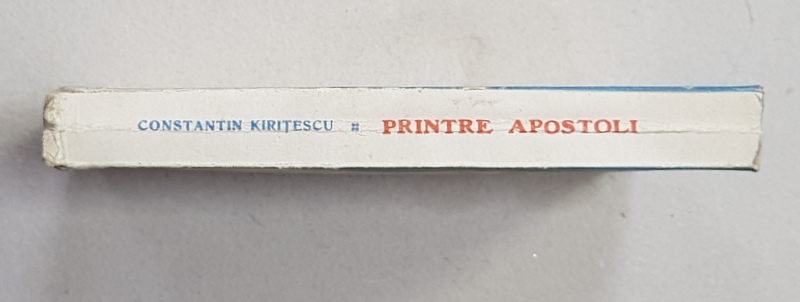 CONSTANTIN KIRIȚESCU :: PRINTRE APOSTOLI